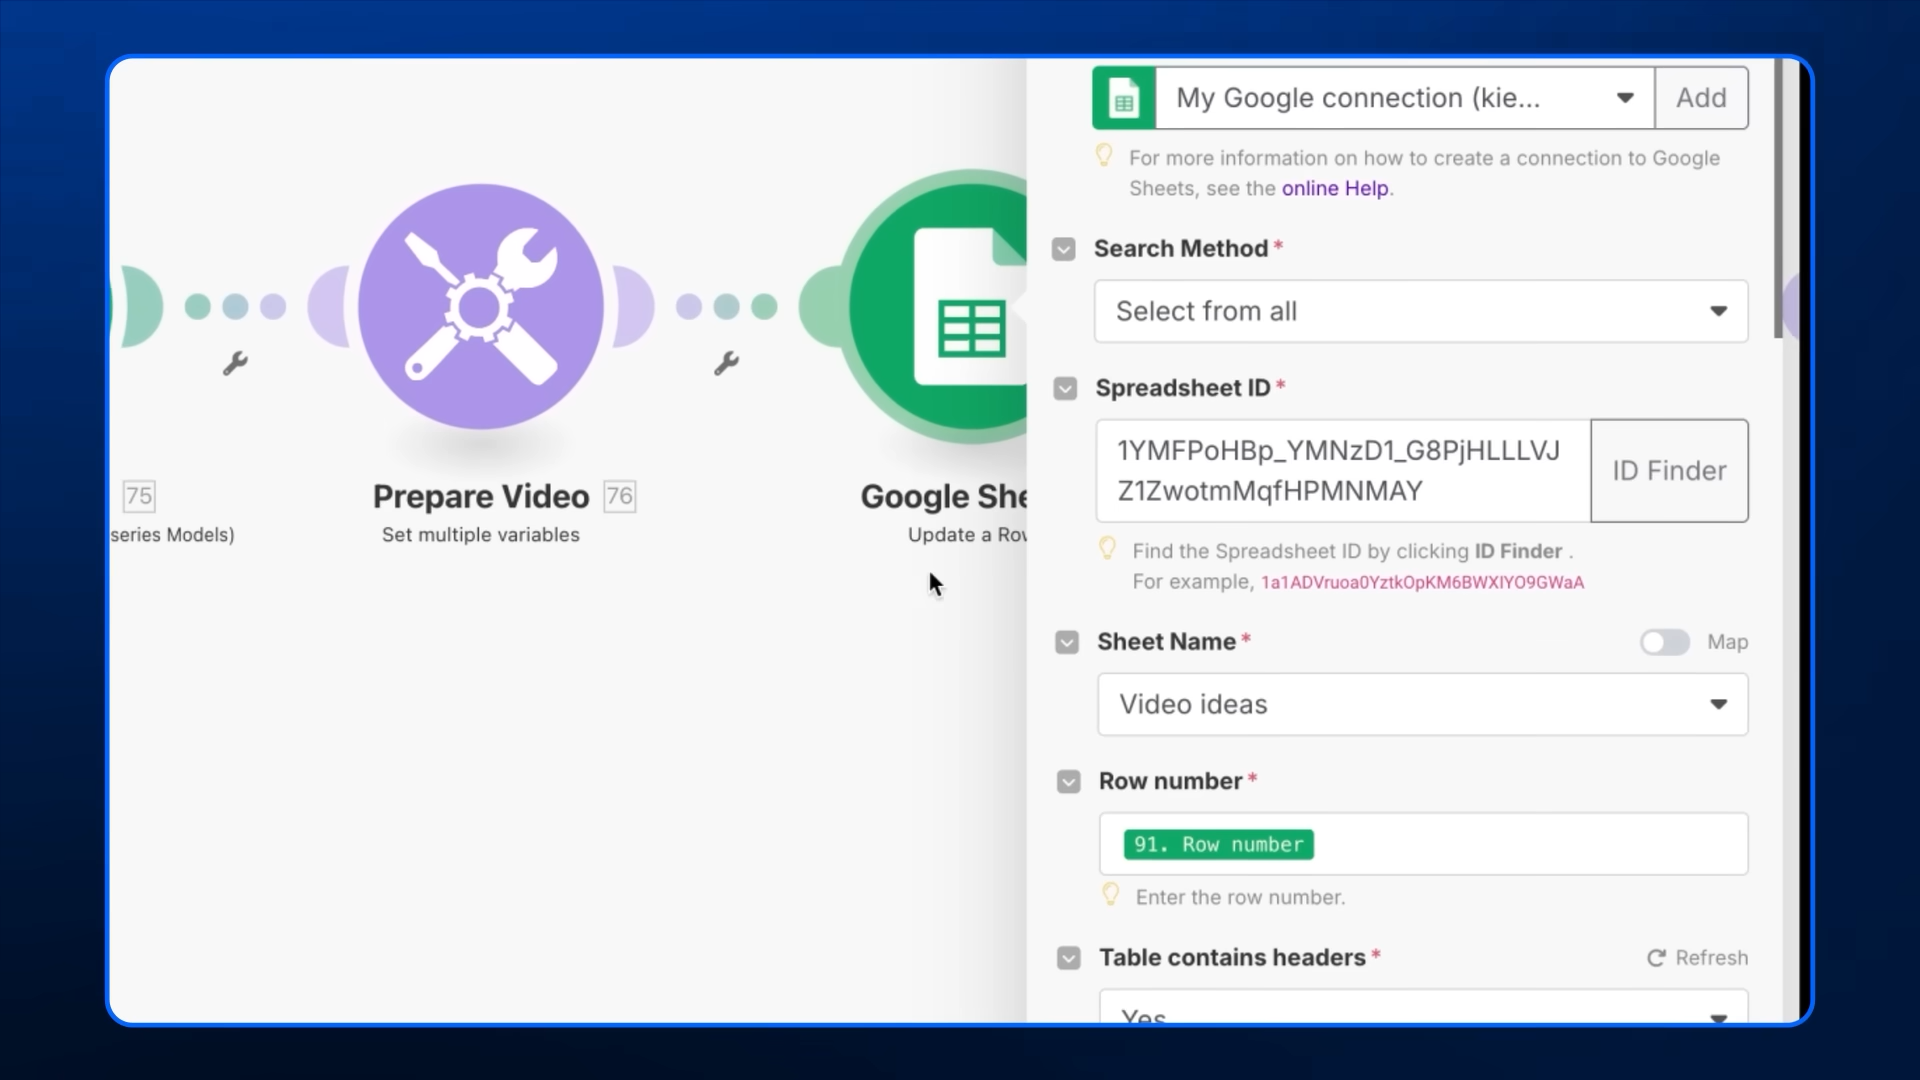 My Google connection (kie...
Add
For more information on how to create a connection to Google
Sheets, see the online Help.
Search Method *
Select from all
Spreadsheet ID *
1YMFPoHBp_YMNzD1_G8PjHLLLVJ
Z1ZwotmMqfHPMNMAY
ID Finder
Find the Spreadsheet ID by clicking ID Finder .
For example, 1a1ADVruoa0YztkOpKM6BWXIYO9GWaA
Sheet Name *
Map
Video ideas
Row number *
91. Row number
Enter the row number.
Table contains headers *
Refresh
Yes
75
series Models)
Prepare Video 76
Set multiple variables
Google She
Update a Rov